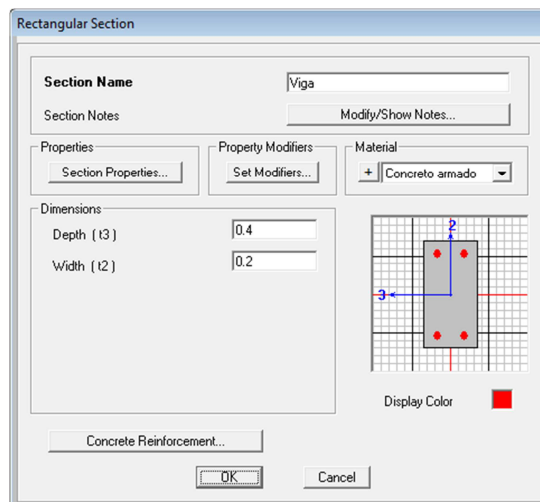 Rectangular Section
Section Name
Viga
Section Notes
Modify/Show Notes...
Properties
Property Modifiers
Material
Section Properties...
Set Modifiers...
+
Concreto armado
Dimensions
Depth ( t3 )
0.4
Width ( t2 )
0.2
2
3
Display Color
Concrete Reinforcement...
OK
Cancel